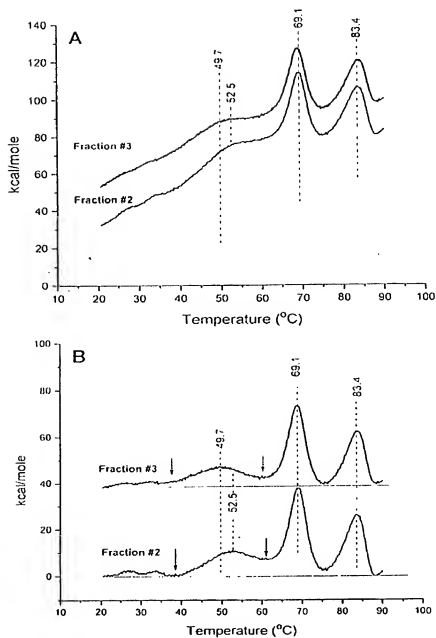 A
49.7
52.5
69.1
83.4
140
120
100
80
60
40
20
0
kcal/mole
Fraction #3
Fraction #2
10 20 30 40 50 60 70 80 90 100
Temperature (°C)
B
49.7
52.5
69.1
83.4
100
80
60
40
20
0
kcal/mole
Fraction #3
Fraction #2
10 20 30 40 50 60 70 80 90 100
Temperature (°C)